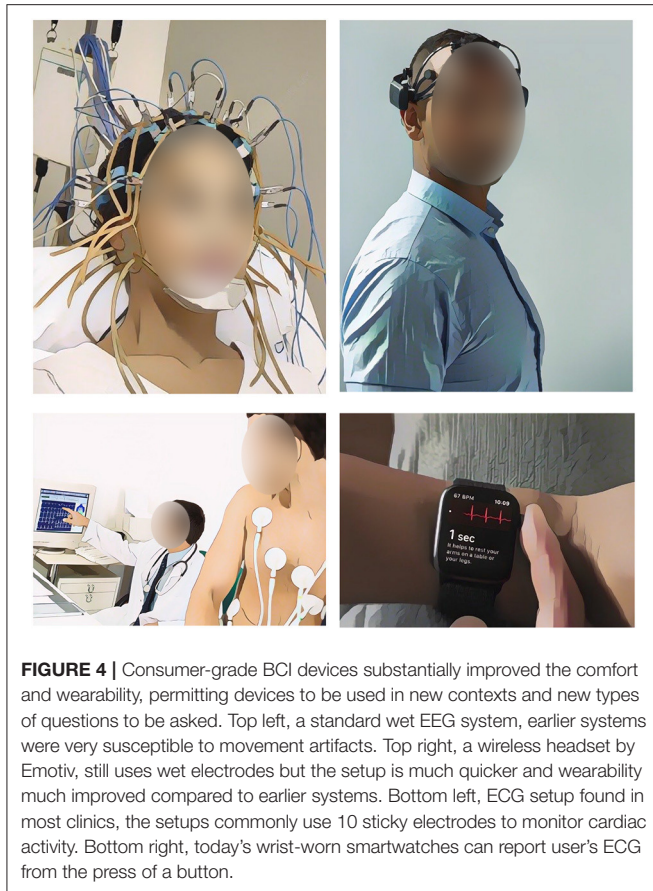 67 BPM 10:09
1 sec
It helps to rest your
arms on a table or
your legs.
FIGURE 4 | Consumer-grade BCI devices substantially improved the comfort
and wearability, permitting devices to be used in new contexts and new types
of questions to be asked. Top left, a standard wet EEG system, earlier systems
were very susceptible to movement artifacts. Top right, a wireless headset by
Emotiv, still uses wet electrodes but the setup is much quicker and wearability
much improved compared to earlier systems. Bottom left, ECG setup found in
most clinics, the setups commonly use 10 sticky electrodes to monitor cardiac
activity. Bottom right, today's wrist-worn smartwatches can report user's ECG
from the press of a button.